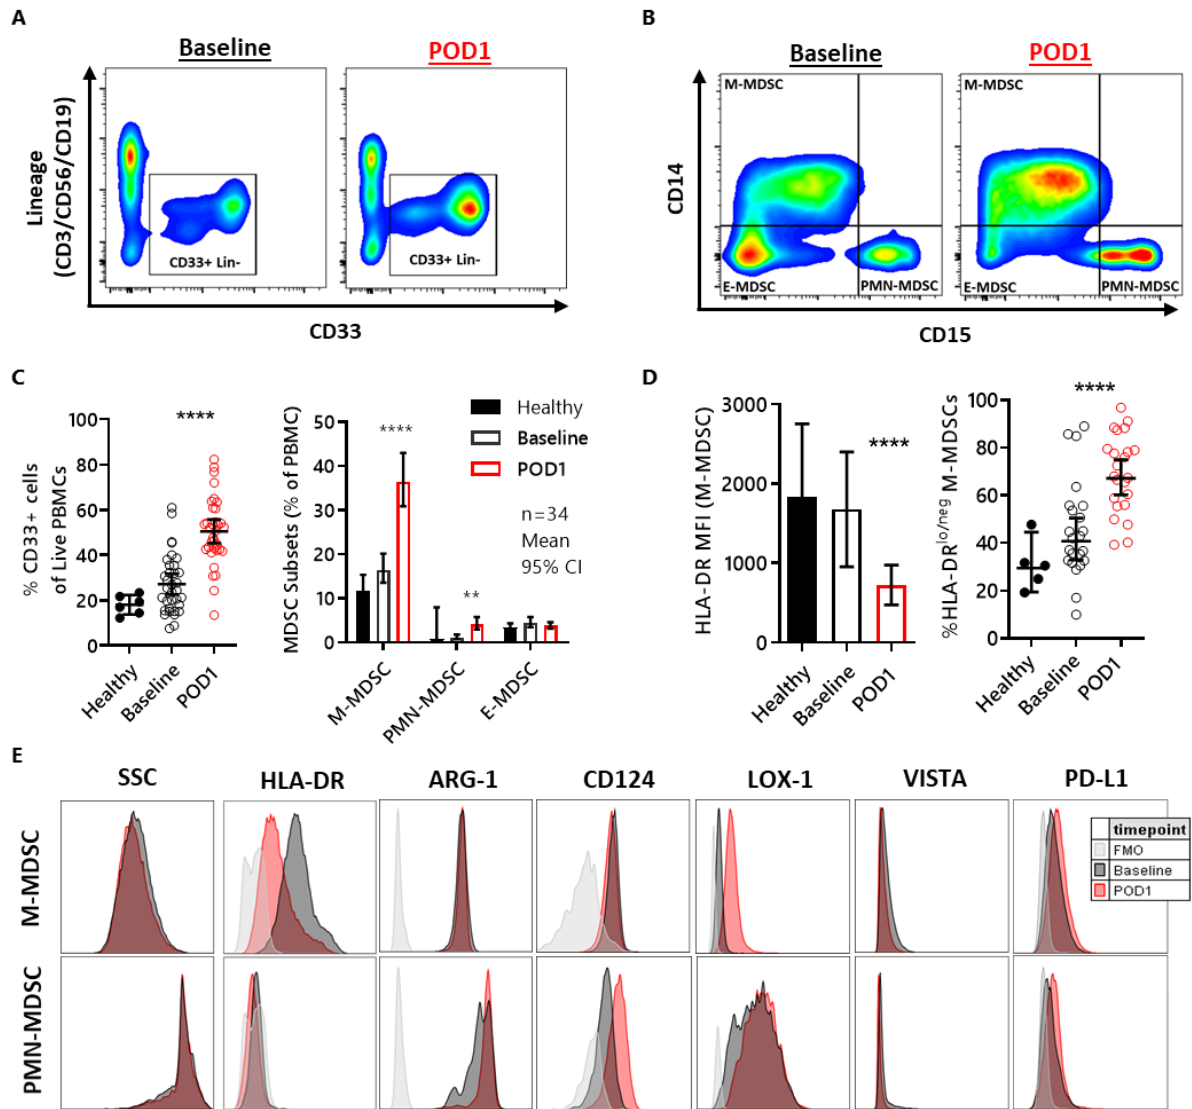 A
B
Baseline
POD1
Baseline
POD1
Lineage
(CD3/CD56/CD19)
CD33+ Lin-
CD33+ Lin-
CD33
CD14
M-MDSC
E-MDSC
PMN-MDSC
M-MDSC
E-MDSC
PMN-MDSC
CD15
C
% CD33+ cells
of Live PBMCs
100
80
60
40
20
0
****
Healthy
Baseline
POD1
MDSC Subsets (% of PBMC)
50
40
30
20
10
0
****
**
Healthy
Baseline
POD1
n=34
Mean
95% CI
M-MDSC
PMN-MDSC
E-MDSC
D
HLA-DR MFI (M-MDSC)
3000
2000
1000
0
****
Healthy
Baseline
POD1
%HLA-DRlo/neg M-MDSCs
100
80
60
40
20
0
****
Healthy
Baseline
POD1
E
SSC
HLA-DR
ARG-1
CD124
LOX-1
VISTA
PD-L1
M-MDSC
PMN-MDSC
timepoint
FMO
Baseline
POD1